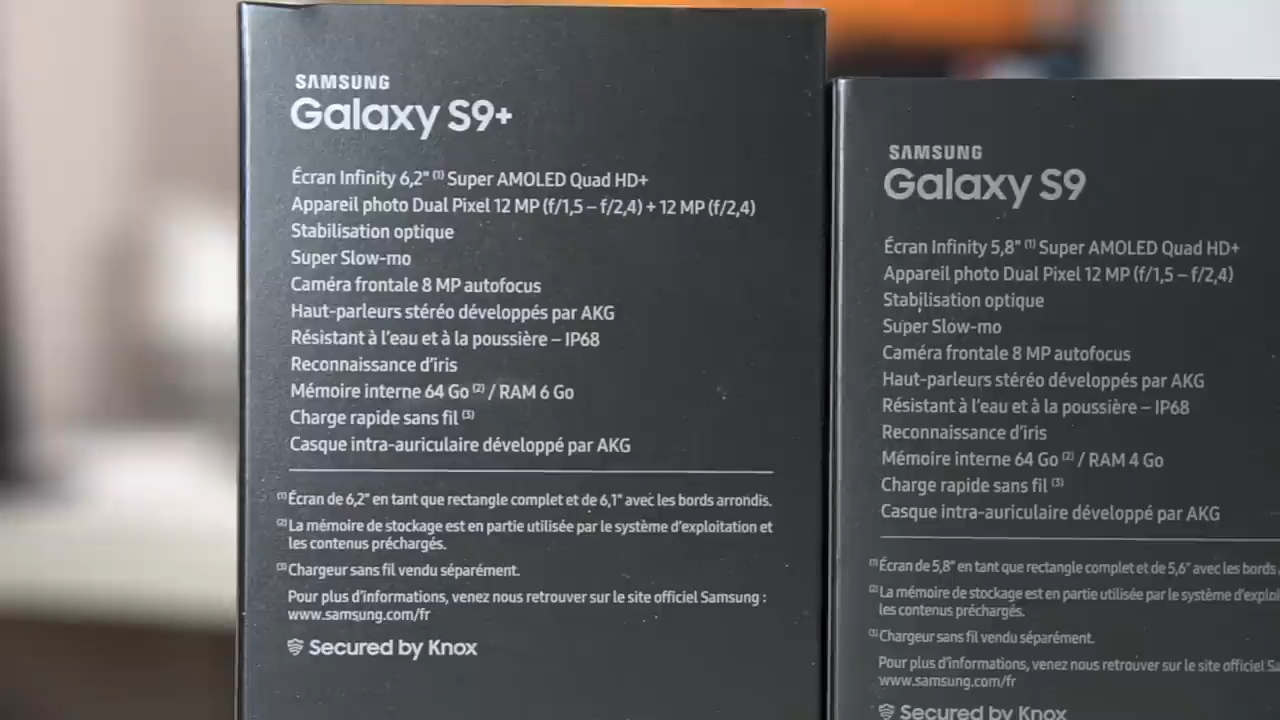 SAMSUNG
Galaxy S9+
Écran Infinity 6,2" (1) Super AMOLED Quad HD+
Appareil photo Dual Pixel 12 MP (f/1,5 – f/2,4) + 12 MP (f/2,4)
Stabilisation optique
Super Slow-mo
Caméra frontale 8 MP autofocus
Haut-parleurs stéréo développés par AKG
Résistant à l'eau et à la poussière – IP68
Reconnaissance d'iris
Mémoire interne 64 Go (2) / RAM 6 Go
Charge rapide sans fil (3)
Casque intra-auriculaire développé par AKG
(1) Écran de 6,2" en tant que rectangle complet et de 6,1" avec les bords arrondis.
(2) La mémoire de stockage est en partie utilisée par le système d'exploitation et
les contenus préchargés.
(3) Chargeur sans fil vendu séparément.
Pour plus d'informations, venez nous retrouver sur le site officiel Samsung :
www.samsung.com/fr
Secured by Knox
SAMSUNG
Galaxy S9
Écran Infinity 5,8" (1) Super AMOLED Quad HD+
Appareil photo Dual Pixel 12 MP (f/1,5 – f/2,4)
Stabilisation optique
Super Slow-mo
Caméra frontale 8 MP autofocus
Haut-parleurs stéréo développés par AKG
Résistant à l'eau et à la poussière – IP68
Reconnaissance d'iris
Mémoire interne 64 Go (2) / RAM 4 Go
Charge rapide sans fil (3)
Casque intra-auriculaire développé par AKG
(1) Écran de 5,8" en tant que rectangle complet et de 5,6" avec les bords
(2) La mémoire de stockage est en partie utilisée par le système d'exploi
les contenus préchargés.
(3) Chargeur sans fil vendu séparément.
Pour plus d'informations, venez nous retrouver sur le site officiel Sa
www.samsung.com/fr
Secured by Knox